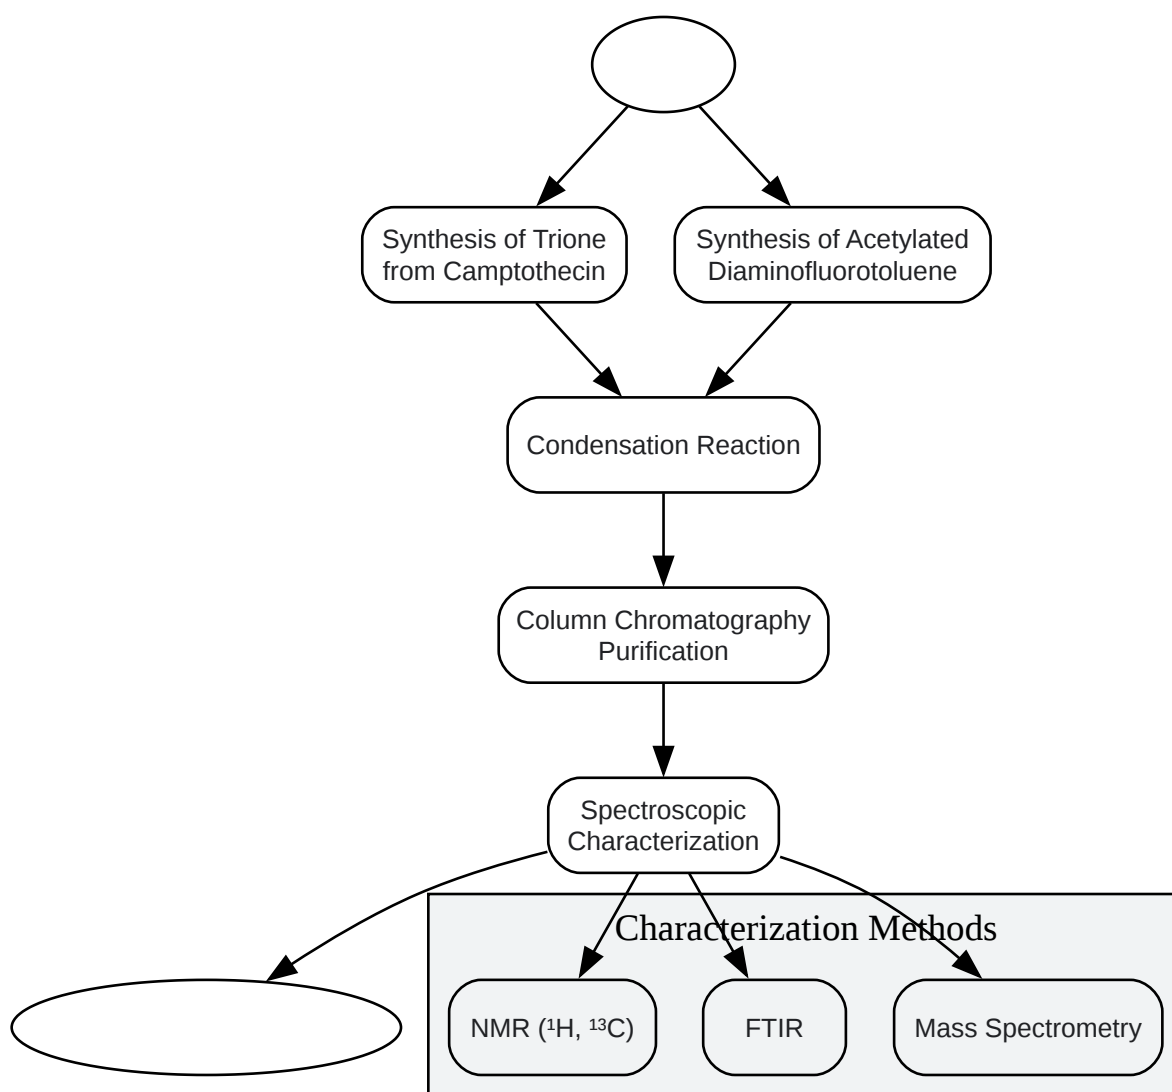 Synthesis of Trione
from Camptothecin
Synthesis of Acetylated
Diaminofluorotoluene
Condensation Reaction
Column Chromatography
Purification
Spectroscopic
Characterization
Characterization Methods
NMR (¹H, ¹³C)
FTIR
Mass Spectrometry